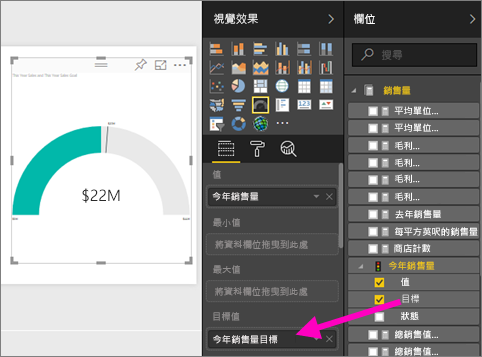 視覺效果
欄位
搜尋
This Year Sales and This Year Sales Goal
$22M
值
今年銷售量
最小值
將資料欄位拖曳到此處
最大值
將資料欄位拖曳到此處
目標值
今年銷售量目標
銷售量
平均單位...
平均單位...
毛利...
毛利...
毛利...
毛利...
去年銷售量
每平方英呎的銷售量
商店計數
今年銷售量
值
目標
狀態
總銷售值...
總銷售值...